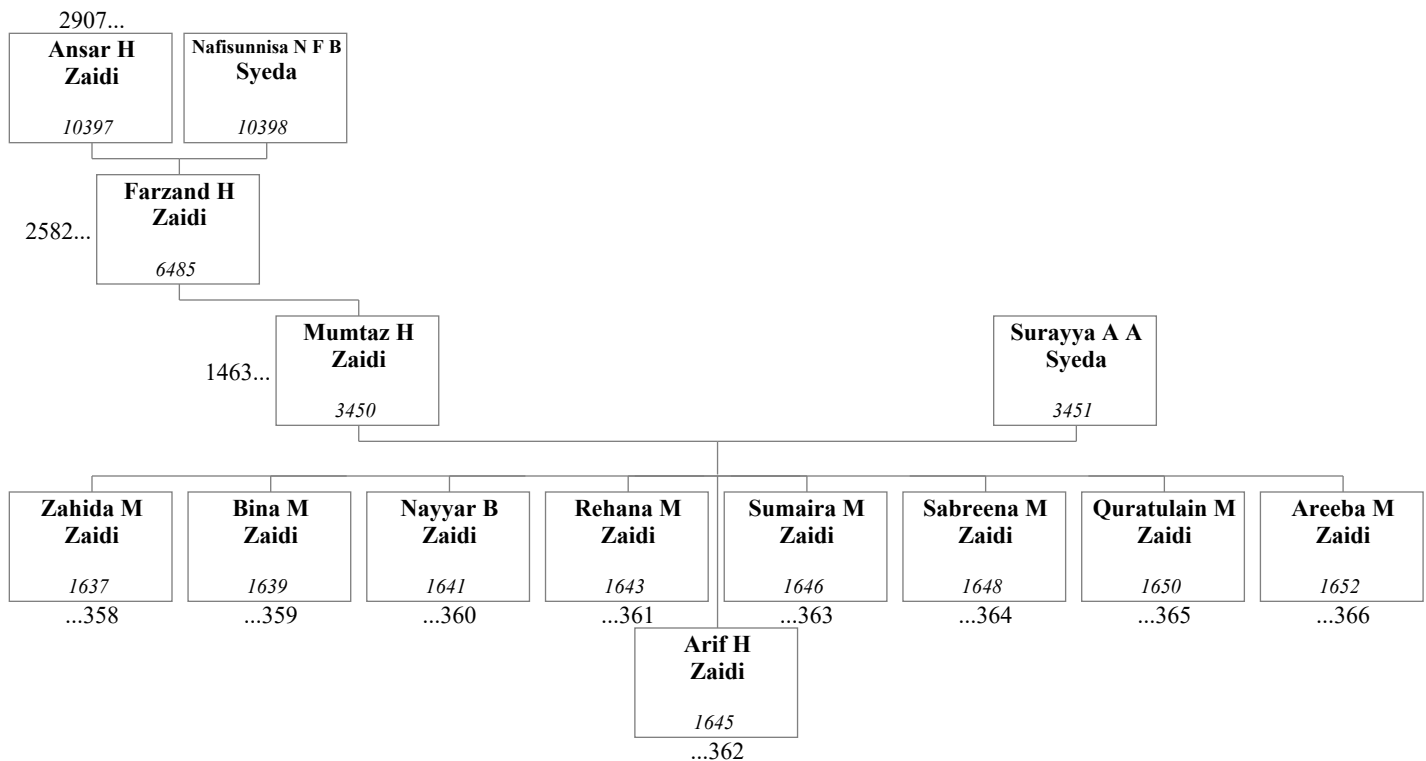 2907...
Ansar H
Zaidi
10397
Nafisunnisa N F B
Syeda
10398
Farzand H
Zaidi
2582...
6485
Mumtaz H
Zaidi
1463...
3450
Surayya A A
Syeda
3451
Zahida M
Zaidi
1637
...358
Bina M
Zaidi
1639
...359
Nayyar B
Zaidi
1641
...360
Rehana M
Zaidi
1643
...361
Sumaira M
Zaidi
1646
...363
Sabreena M
Zaidi
1648
...364
Quratulain M
Zaidi
1650
...365
Areeba M
Zaidi
1652
...366
Arif H
Zaidi
1645
...362